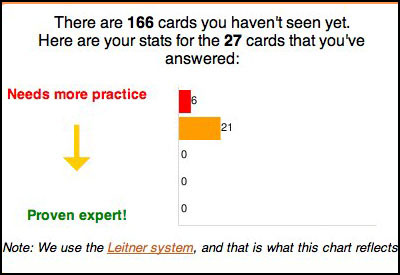 There are 166 cards you haven't seen yet.
Here are your stats for the 27 cards that you've
answered:
Needs more practice
6
21
0
0
Proven expert!
0
Note: We use the Leitner system, and that is what this chart reflects